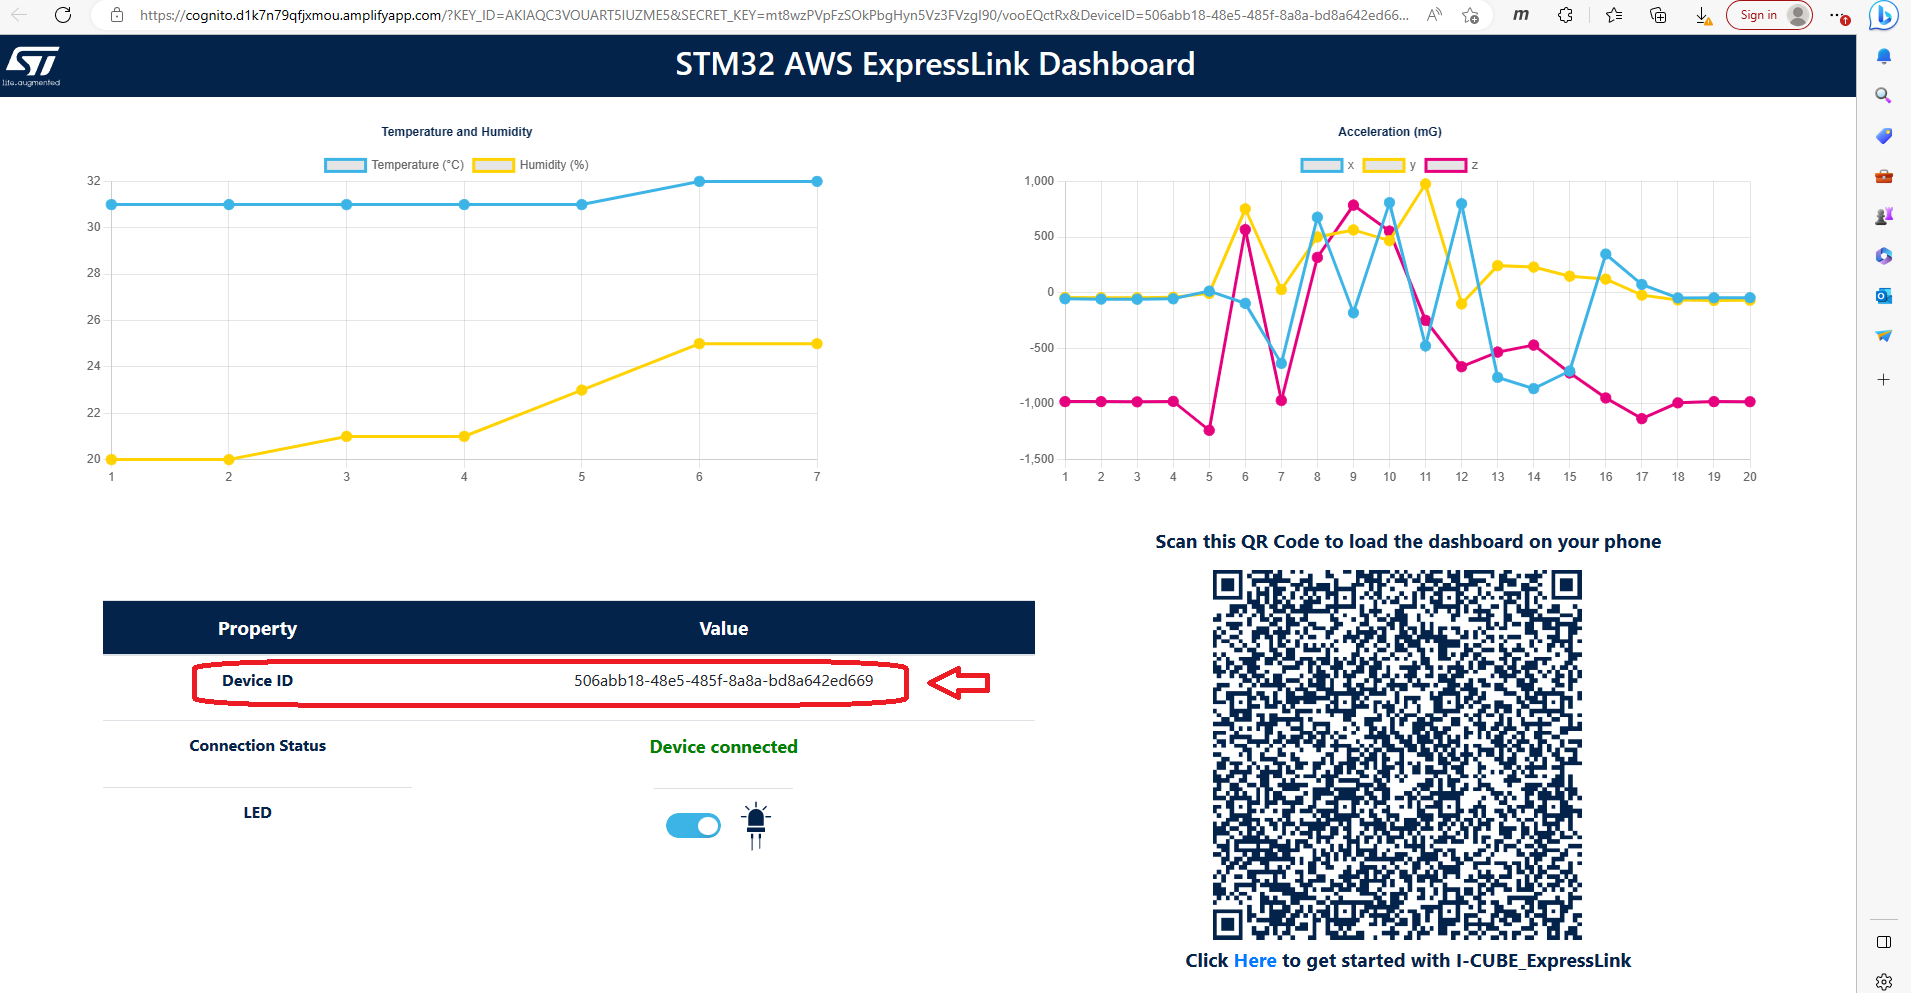 https://cognito.d1k7n79qfjxmou.amplifyapp.com/?KEY_ID=AKIAQC3VOUART5IUZME5&SECRET_KEY=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&DeviceID=506abb18-48e5-485f-8a8a-bd8a642ed66...
A
m
Sign in
ST
life.augmented
STM32 AWS ExpressLink Dashboard
Temperature and Humidity
Temperature (°C) Humidity (%)
32
30
28
26
24
22
20
1 2 3 4 5 6 7
Acceleration (mG)
x y z
1,000
500
0
-500
-1,000
-1,500
1 2 3 4 5 6 7 8 9 10 11 12 13 14 15 16 17 18 19 20
Property Value
Device ID 506abb18-48e5-485f-8a8a-bd8a642ed669
Connection Status Device connected
LED
Scan this QR Code to load the dashboard on your phone
Click Here to get started with I-CUBE_ExpressLink